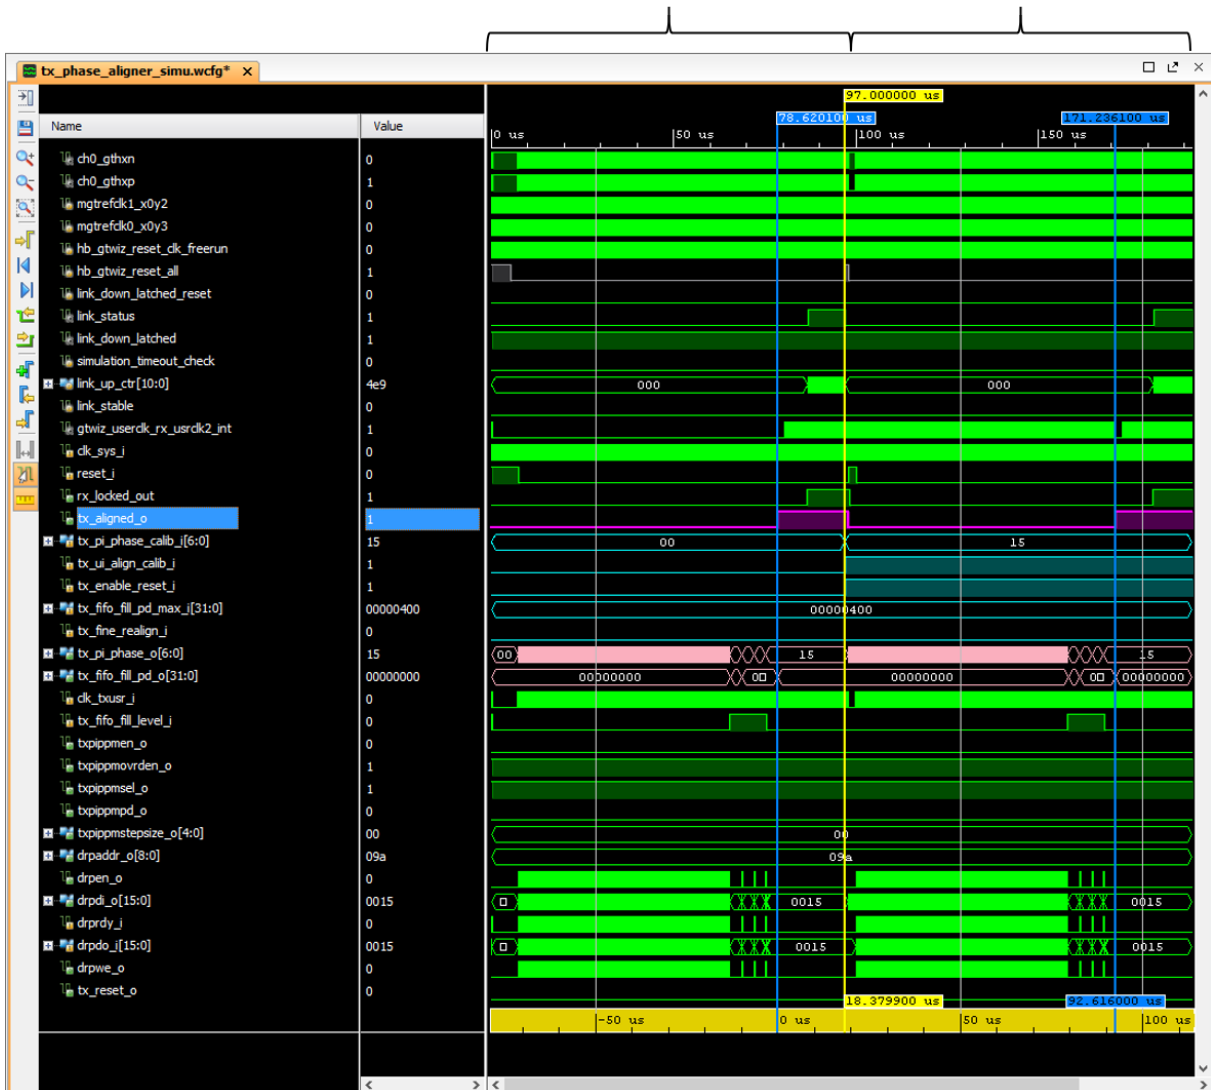 tx_phase_aligner_simu.wcfg* X
97.000000 us
78.620100 us 171.236100 us
Name Value 0 us 50 us 100 us 150 us
ch0_gthxn 0
ch0_gthxp 1
mgtrefclk1_x0y2 0
mgtrefclk0_x0y3 0
hb_gtwiz_reset_clk_freerun 0
hb_gtwiz_reset_all 1
link_down_latched_reset 0
link_status 1
link_down_latched 1
simulation_timeout_check 0
link_up_ctr[10:0] 4e9 000 000
link_stable 0
gtwiz_userclk_rx_usrclk2_int 1
clk_sys_i 0
reset_i 0
rx_locked_out 1
tx_aligned_o 1
tx_pi_phase_calib_i[6:0] 15 00 15
tx_ui_align_calib_i 1
tx_enable_reset_i 1
tx_fifo_fill_pd_max_i[31:0] 00000400 00000400
tx_fine_realign_i 0
tx_pi_phase_o[6:0] 15 00 15 15
tx_fifo_fill_pd_o[31:0] 00000000 00000000 0 00000000 0 00000000
clk_txusr_i 0
tx_fifo_fill_level_i 0
txpippmen_o 0
txpippmovrden_o 1
txpippmsel_o 1
txpippmpd_o 0
txpippmstepsize_o[4:0] 00 00
drpaddr_o[8:0] 09a 09a
drpen_o 0
drpdi_o[15:0] 0015 0015 0015
drprdy_i 0
drpdo_i[15:0] 0015 0015 0015
drpwe_o 0
tx_reset_o 0
18.379900 us 92.616000 us
-50 us 0 us 50 us 100 us